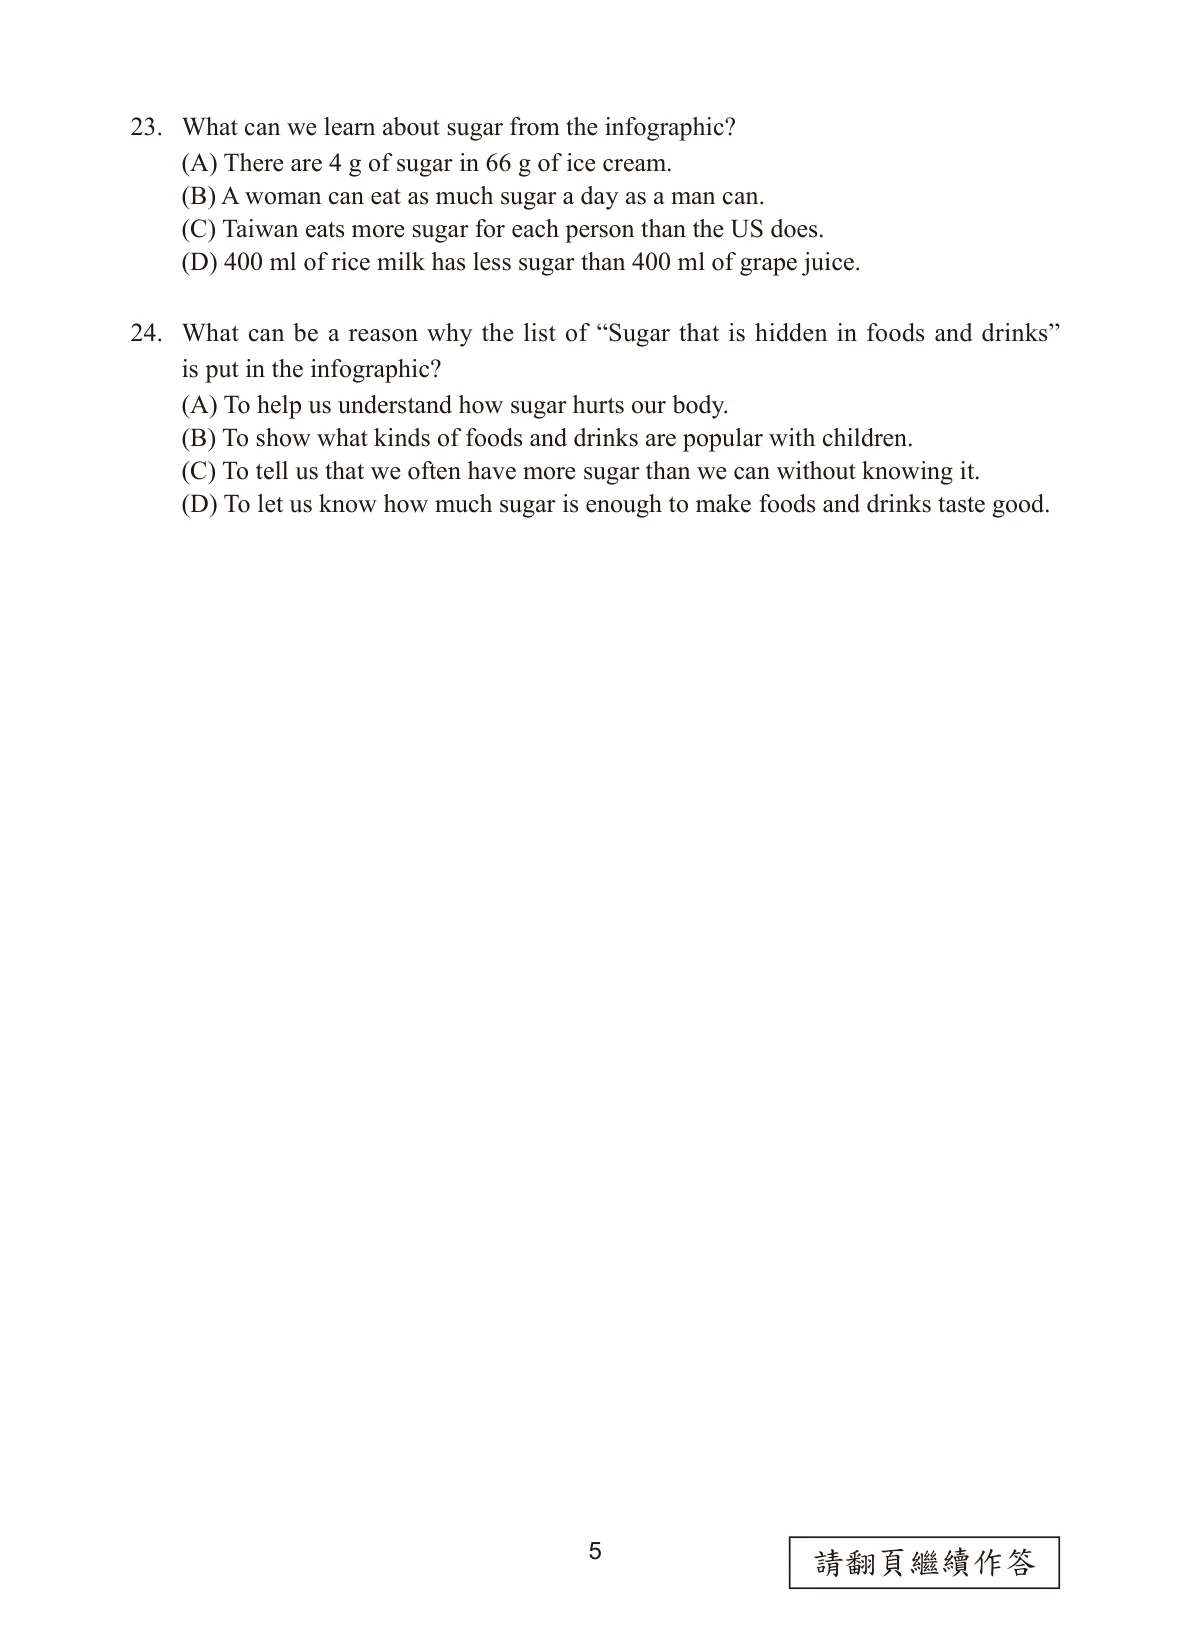 23. What can we learn about sugar from the infographic?
(A) There are 4 g of sugar in 66 g of ice cream.
(B) A woman can eat as much sugar a day as a man can.
(C) Taiwan eats more sugar for each person than the US does.
(D) 400 ml of rice milk has less sugar than 400 ml of grape juice.
24. What can be a reason why the list of “Sugar that is hidden in foods and drinks”
is put in the infographic?
(A) To help us understand how sugar hurts our body.
(B) To show what kinds of foods and drinks are popular with children.
(C) To tell us that we often have more sugar than we can without knowing it.
(D) To let us know how much sugar is enough to make foods and drinks taste good.
5
請翻頁繼續作答